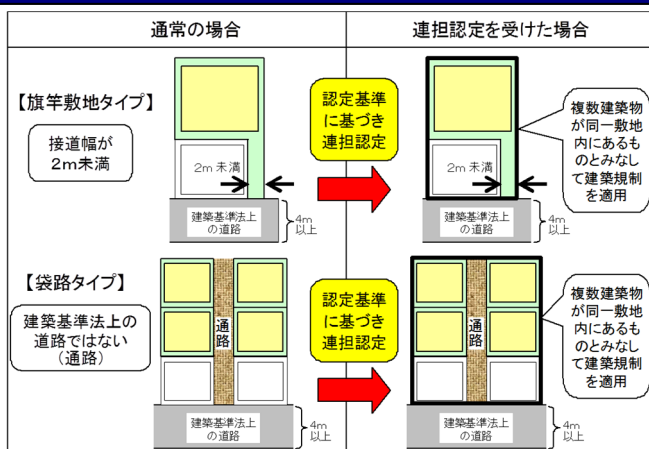 通常の場合
連担認定を受けた場合
【旗竿敷地タイプ】
接道幅が
2m未満
2m 未満
建築基準法上
の道路
4m
以上
認定基準
に基づき
連担認定
2m 未満
建築基準法上
の道路
4m
以上
複数建築物
が同一敷地
内にあるも
のとみなし
て建築規制
を適用
【袋路タイプ】
建築基準法上の
道路ではない
(通路)
通路
建築基準法上
の道路
4m
以上
認定基準
に基づき
連担認定
通路
建築基準法上
の道路
4m
以上
複数建築物
が同一敷地
内にあるも
のとみなし
て建築規制
を適用